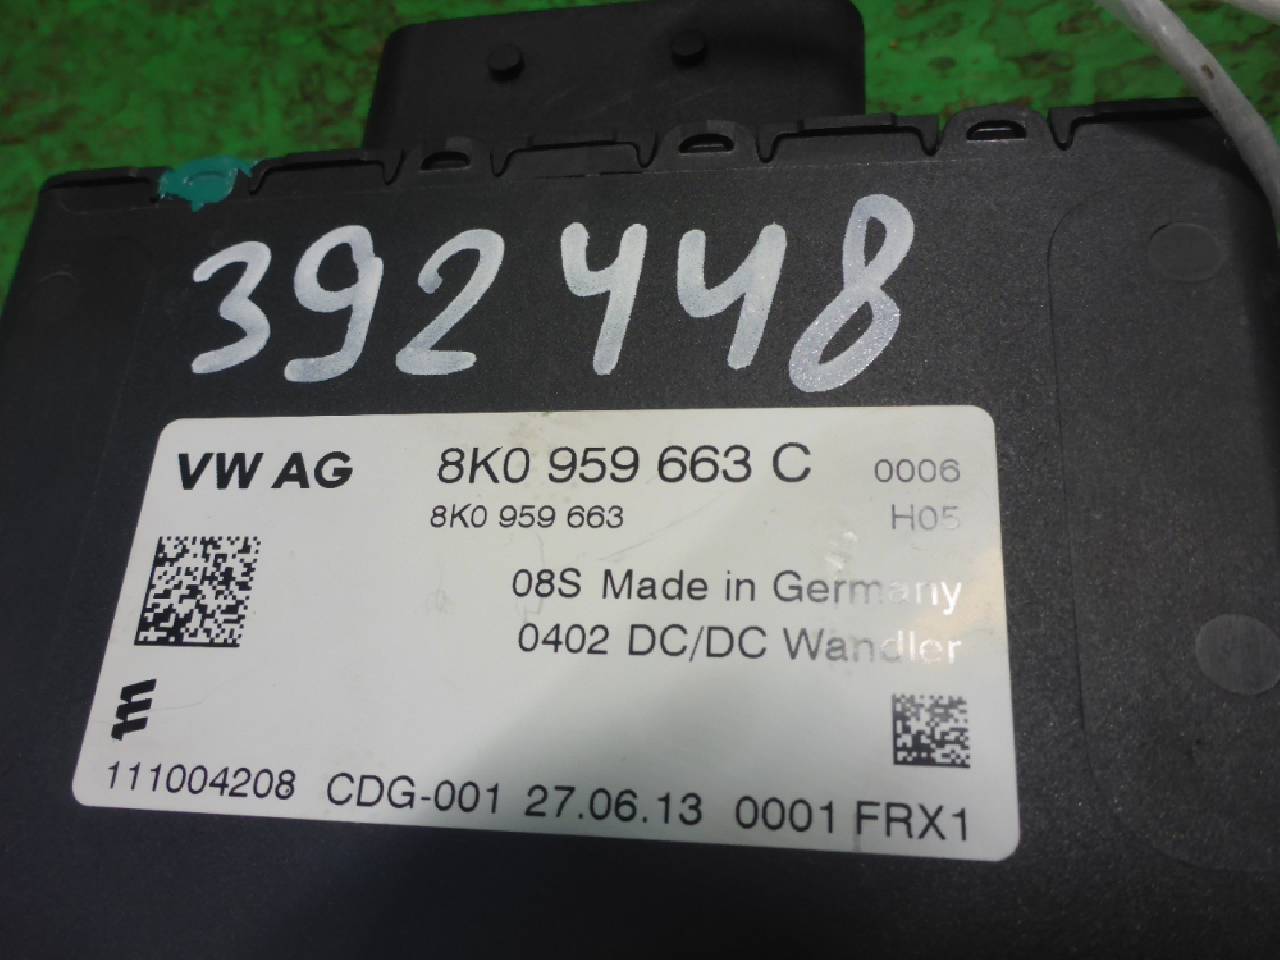 392448
VW AG 8K0 959 663 C 0006
8K0 959 663 H05
08S Made in Germany
0402 DC/DC Wandler
111004208 CDG-001 27.06.13 0001 FRX1